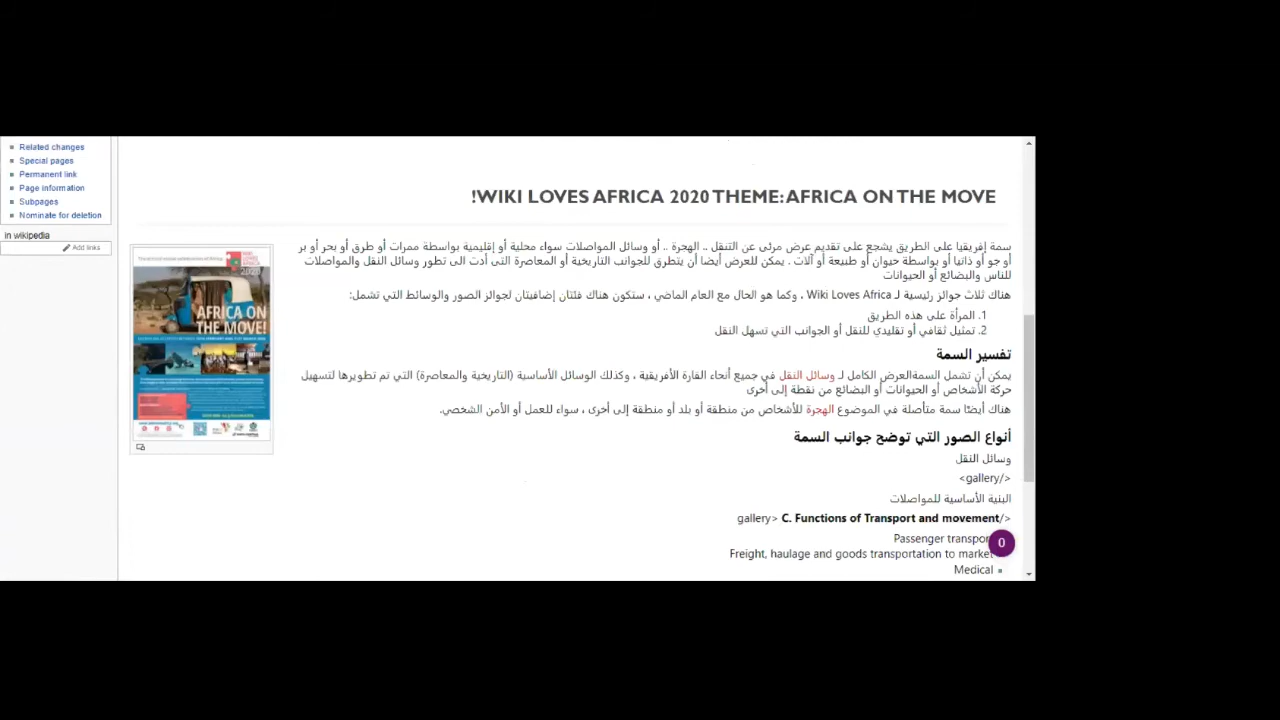 Related changes
Special pages
Permanent link
Page information
Subpages
Nominate for deletion
In wikipedia
Add links
!WIKI LOVES AFRICA 2020 THEME: AFRICA ON THE MOVE
سمة إفريقيا على الطريق يشجع على تقديم عرض مرئى عن التنقل .. الهجرة .. أو وسائل المواصلات سواء محلية أو إقليمية بواسطة ممرات أو طرق أو بحر أو بر
أو جو أو ذاتيا أو بواسطة حيوان أو طبيعة أو آلات . يمكن للعرض أيضا أن يتطرق للجوانب التاريخية أو المعاصرة التى أدت الى تطور وسائل النقل والمواصلات
للناس والبضائع أو الحيوانات
هناك ثلاث جوائز رئيسية لـ Wiki Loves Africa ، وكما هو الحال مع العام الماضي ، ستكون هناك فئتان إضافيتان لجوائز الصور والوسائط التي تشمل:
1. المرأة على هذه الطريق
2. تمثيل ثقافي أو تقليدي للنقل أو الجوانب التي تسهل النقل
تفسير السمة
يمكن أن تشمل السمةالعرض الكامل لـ وسائل النقل في جميع أنحاء القارة الأفريقية ، وكذلك الوسائل الأساسية (التاريخية والمعاصرة) التي تم تطويرها لتسهيل
حركة الأشخاص أو الحيوانات أو البضائع من نقطة إلى أخرى
هناك أيضًا سمة متأصلة في الموضوع الهجرة للأشخاص من منطقة أو بلد أو منطقة إلى أخرى ، سواء للعمل أو الأمن الشخصي.
أنواع الصور التي توضح جوانب السمة
وسائل النقل
<gallery/>
البنية الأساسية للمواصلات
gallery> C. Functions of Transport and movement/>
Passenger transpor
Freight, haulage and goods transportation to market
Medical
0
WIKI LOVES AFRICA 2020
AFRICA ON
THE MOVE!